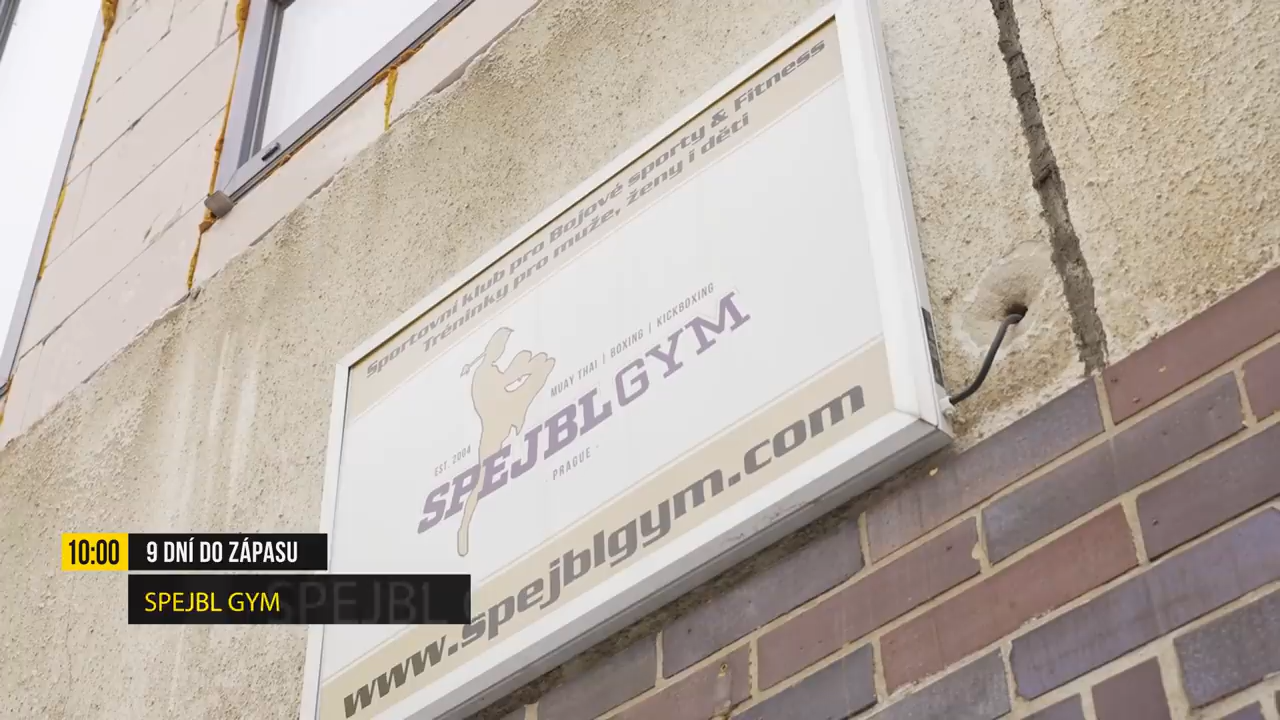 Sportovní klub pro Bojové sporty & Fitness
Tréninky pro muže, ženy i děti
MUAY THAI | BOXING | KICKBOXING
EST. 2004
SPEJBLGYM
PRAGUE
www.spejblgym.com
10:00 9 DNÍ DO ZÁPASU
SPEJBL GYM
SPEJBL